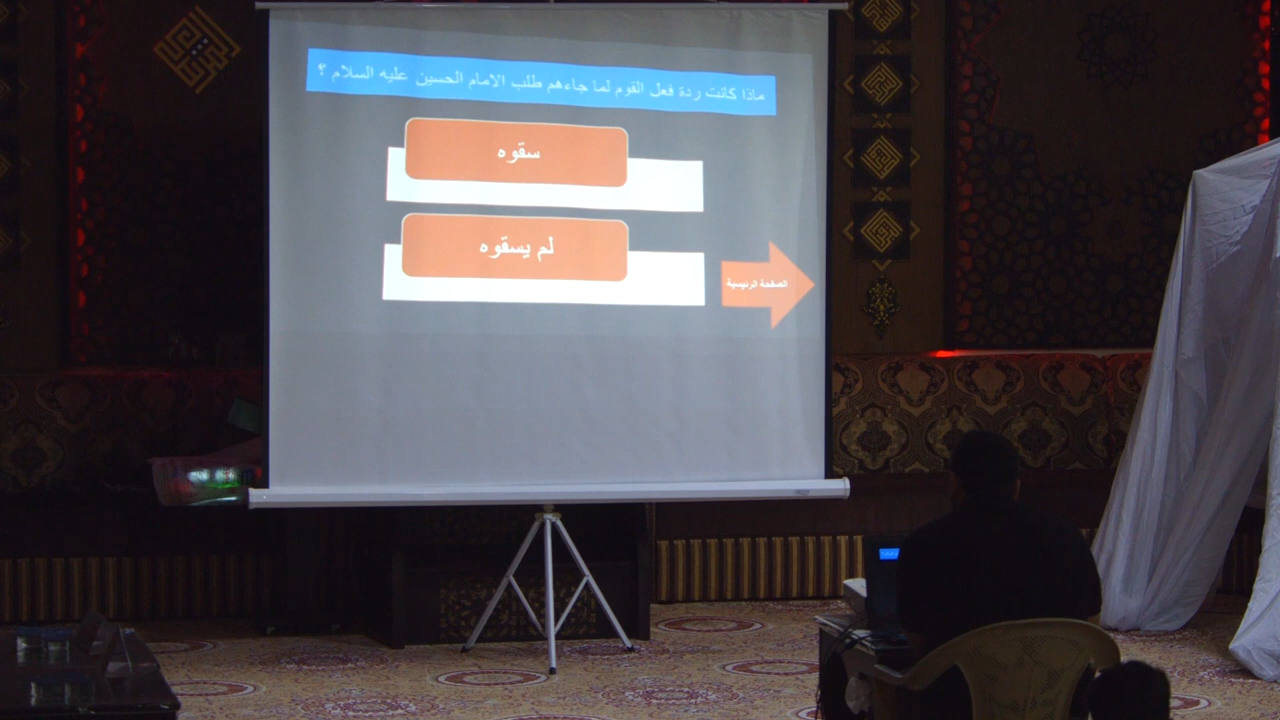 ماذا كانت ردة فعل القوم لما جاءهم طلب الامام الحسين عليه السلام ؟
سقوه
لم يسقوه
الصفحة الرئيسية